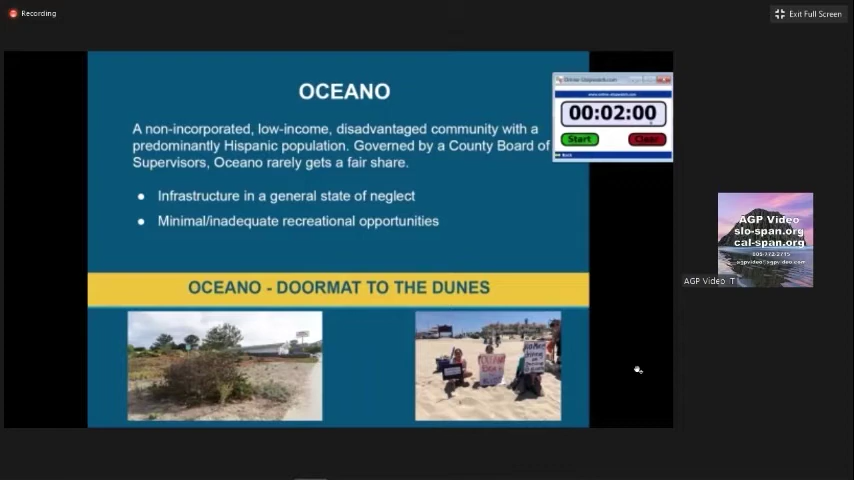 Recording
Exit Full Screen
OCEANO
A non-incorporated, low-income, disadvantaged community with a
predominantly Hispanic population. Governed by a County Board of
Supervisors, Oceano rarely gets a fair share.
● Infrastructure in a general state of neglect
● Minimal/inadequate recreational opportunities
OCEANO - DOORMAT TO THE DUNES
00:02:00
Start
Clear
AGP Video
slo-span.org
cal-span.org
805-772-2715
agpvideo@agpvideo.com
AGP Video